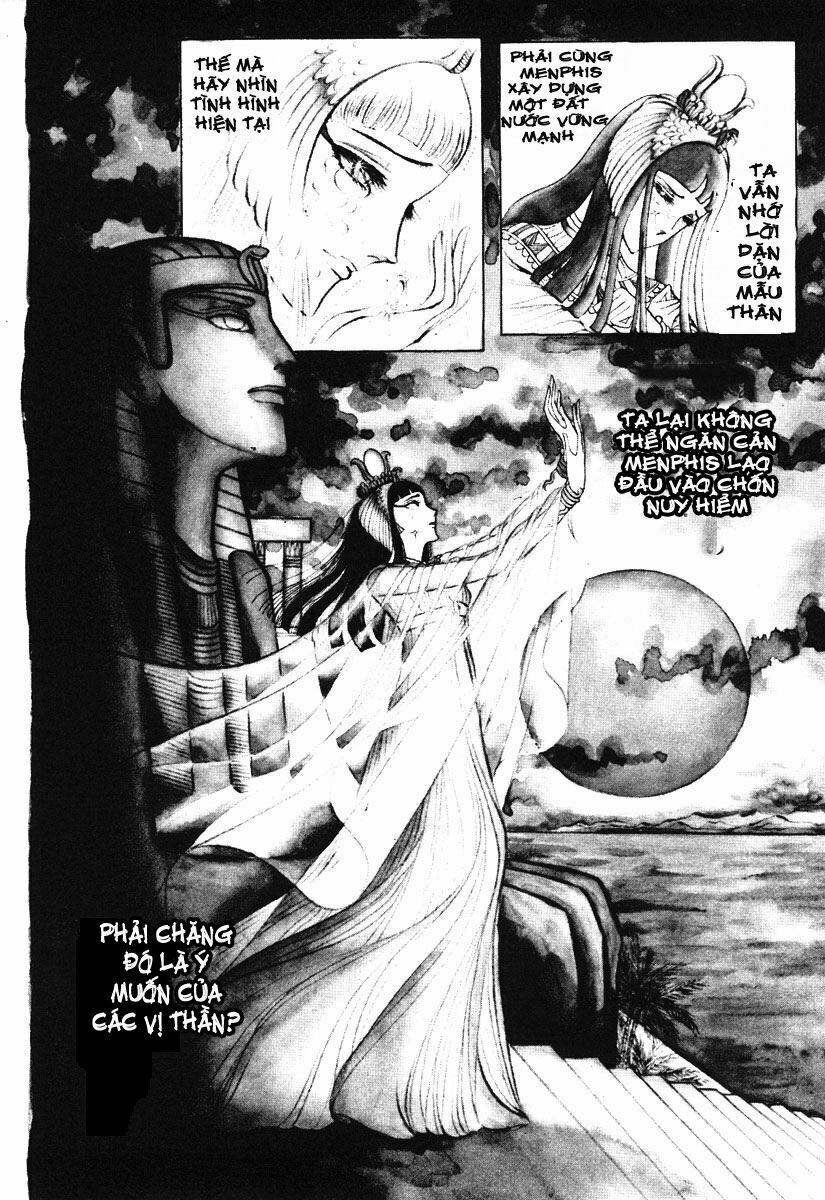 TA
VẪN
NHỚ
LỜI
DẶN
CỦA
MẪU
THÂN
PHẢI CÙNG
MENPHIS
XÂY DỰNG
MỘT ĐẤT
NƯỚC VỮNG
MẠNH
THẾ MÀ
HÃY NHÌN
TÌNH HÌNH
HIỆN TẠI
TA LẠI KHÔNG
THỂ NGĂN CẢN
MENPHIS LAO
ĐẦU VÀO CHỐN
NUY HIỂM
PHẢI CHĂNG
ĐÓ LÀ Ý
MUỐN CỦA
CÁC VỊ THẦN?